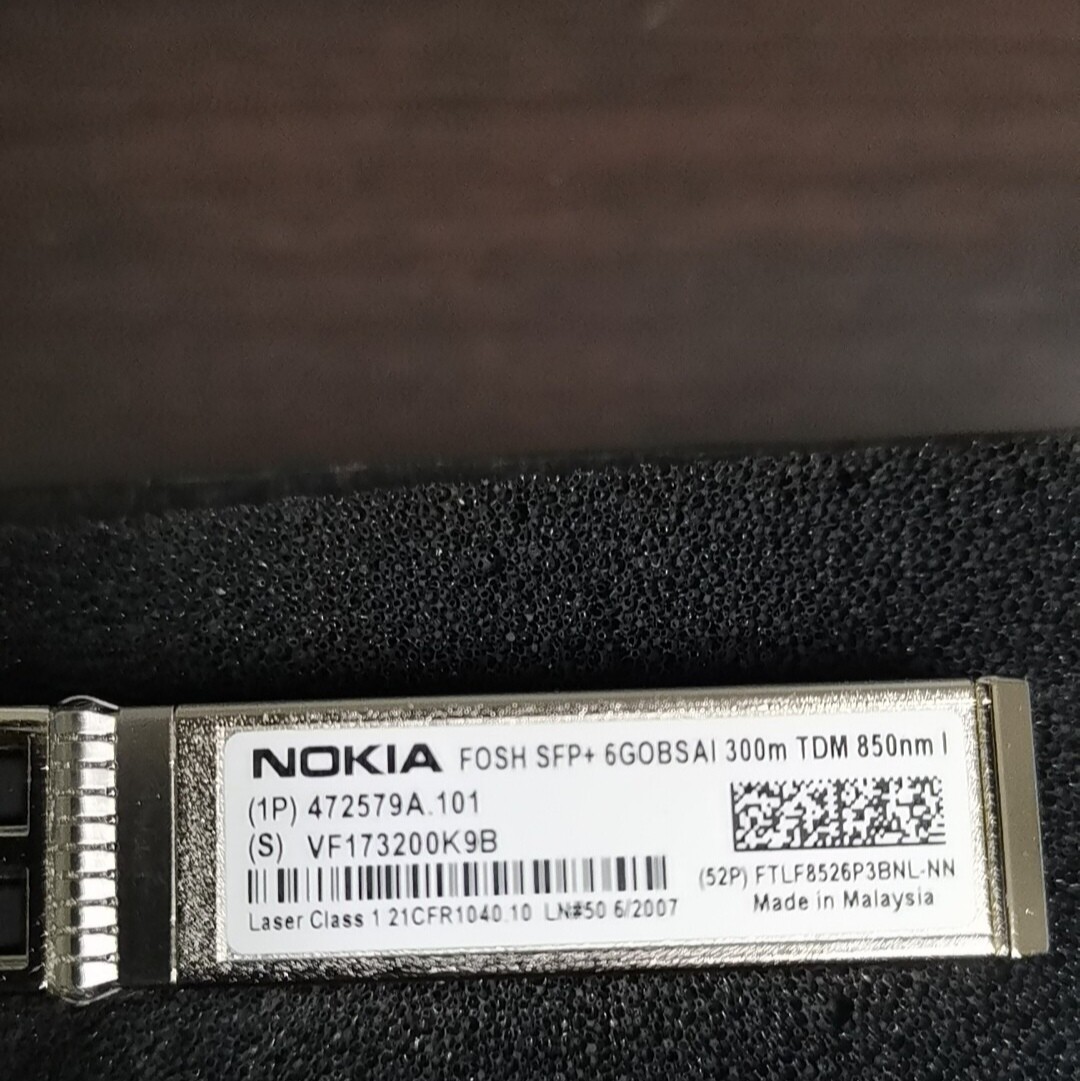 NOKIA FOSH SFP+ 6GOBSAI 300m TDM 850nm I
(1P) 472579A.101
(S) VF173200K9B
(52P) FTLF8526P3BNL-NN
Laser Class 1 21CFR1040.10 LN#50 6/2007
Made in Malaysia